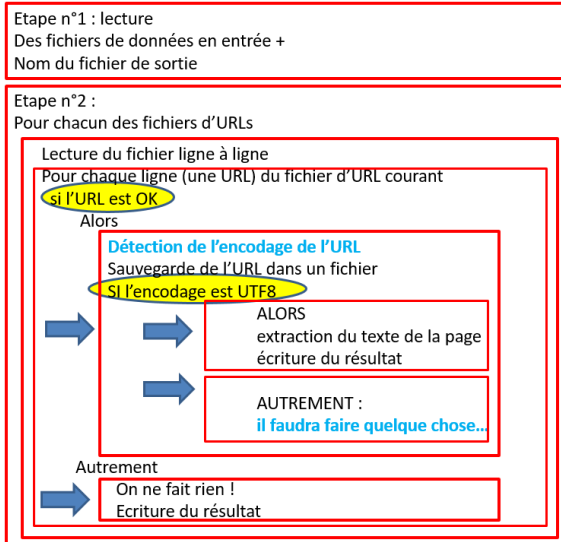 Etape n°1 : lecture
Des fichiers de données en entrée +
Nom du fichier de sortie
Etape n°2 :
Pour chacun des fichiers d’URLs
Lecture du fichier ligne à ligne
Pour chaque ligne (une URL) du fichier d’URL courant
si l’URL est OK
Alors
Détection de l’encodage de l’URL
Sauvegarde de l’URL dans un fichier
SI l’encodage est UTF8
ALORS
extraction du texte de la page
écriture du résultat
AUTREMENT :
il faudra faire quelque chose…
Autrement
On ne fait rien !
Ecriture du résultat